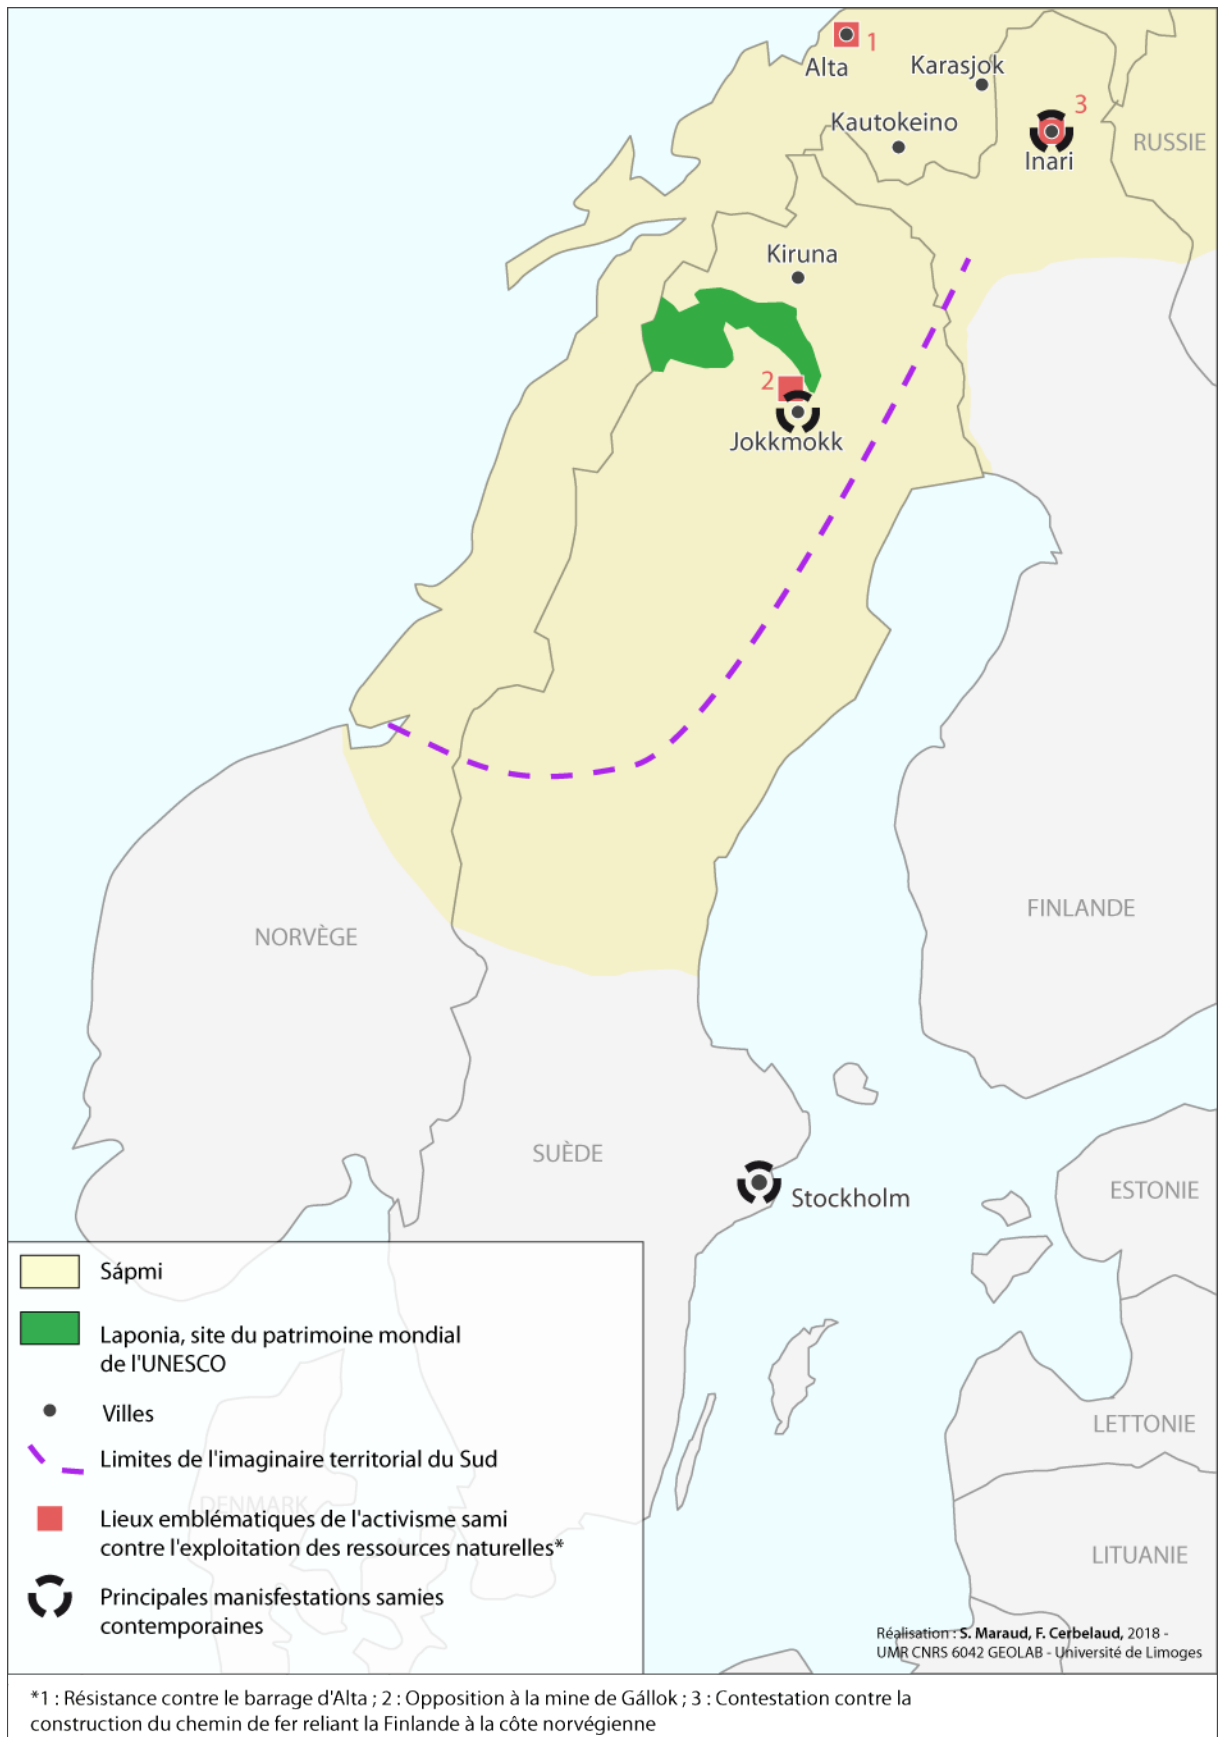 1
Alta
Karasjok
3
Kautokeino
RUSSIE
Inari
Kiruna
2
Jokkmokk
FINLANDE
NORVÈGE
SUÈDE
Stockholm
ESTONIE
Sápmi
Laponia, site du patrimoine mondial
de l'UNESCO
Villes
LETTONIE
Limites de l'imaginaire territorial du Sud
DENMARK
Lieux emblématiques de l'activisme sami
contre l'exploitation des ressources naturelles*
LITUANIE
Principales manisfestations samies
contemporaines
Réalisation : S. Maraud, F. Cerbelaud, 2018 -
UMR CNRS 6042 GEOLAB - Université de Limoges
*1 : Résistance contre le barrage d'Alta ; 2 : Opposition à la mine de Gállok ; 3 : Contestation contre la
construction du chemin de fer reliant la Finlande à la côte norvégienne